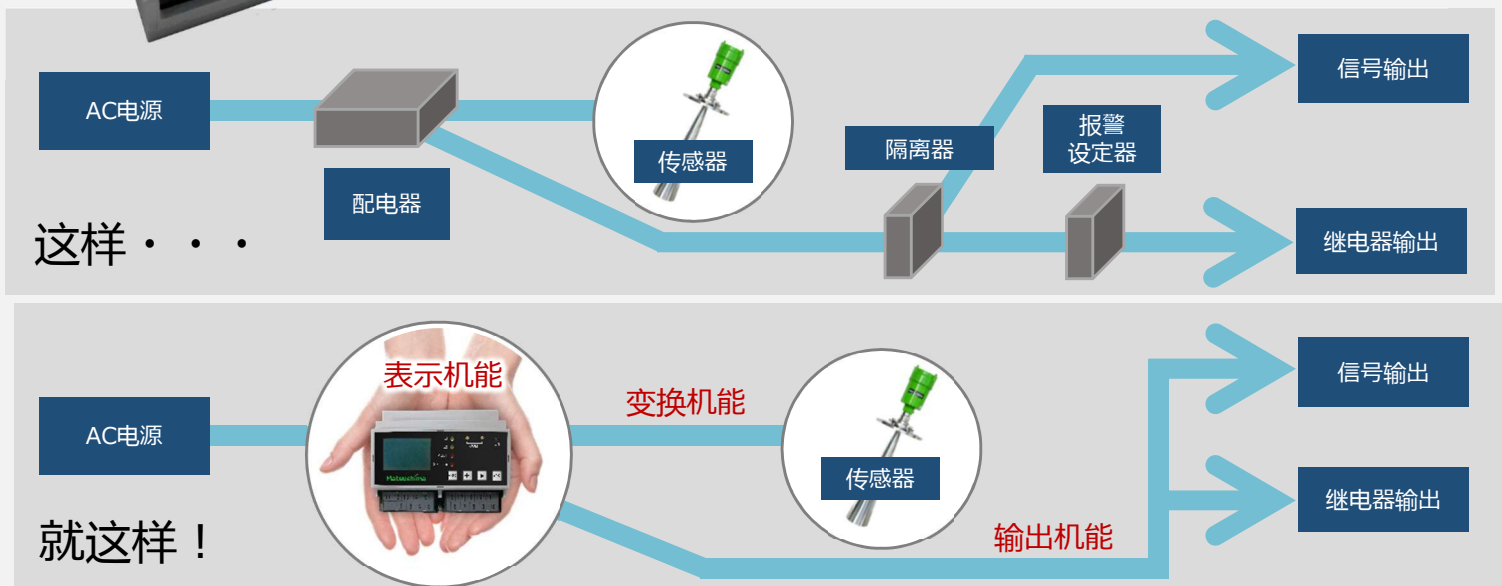 AC电源
配电器
传感器
隔离器
报警
设定器
信号输出
继电器输出
这样・・・
AC电源
表示机能
Matsushima
变换机能
传感器
输出机能
信号输出
继电器输出
就这样！